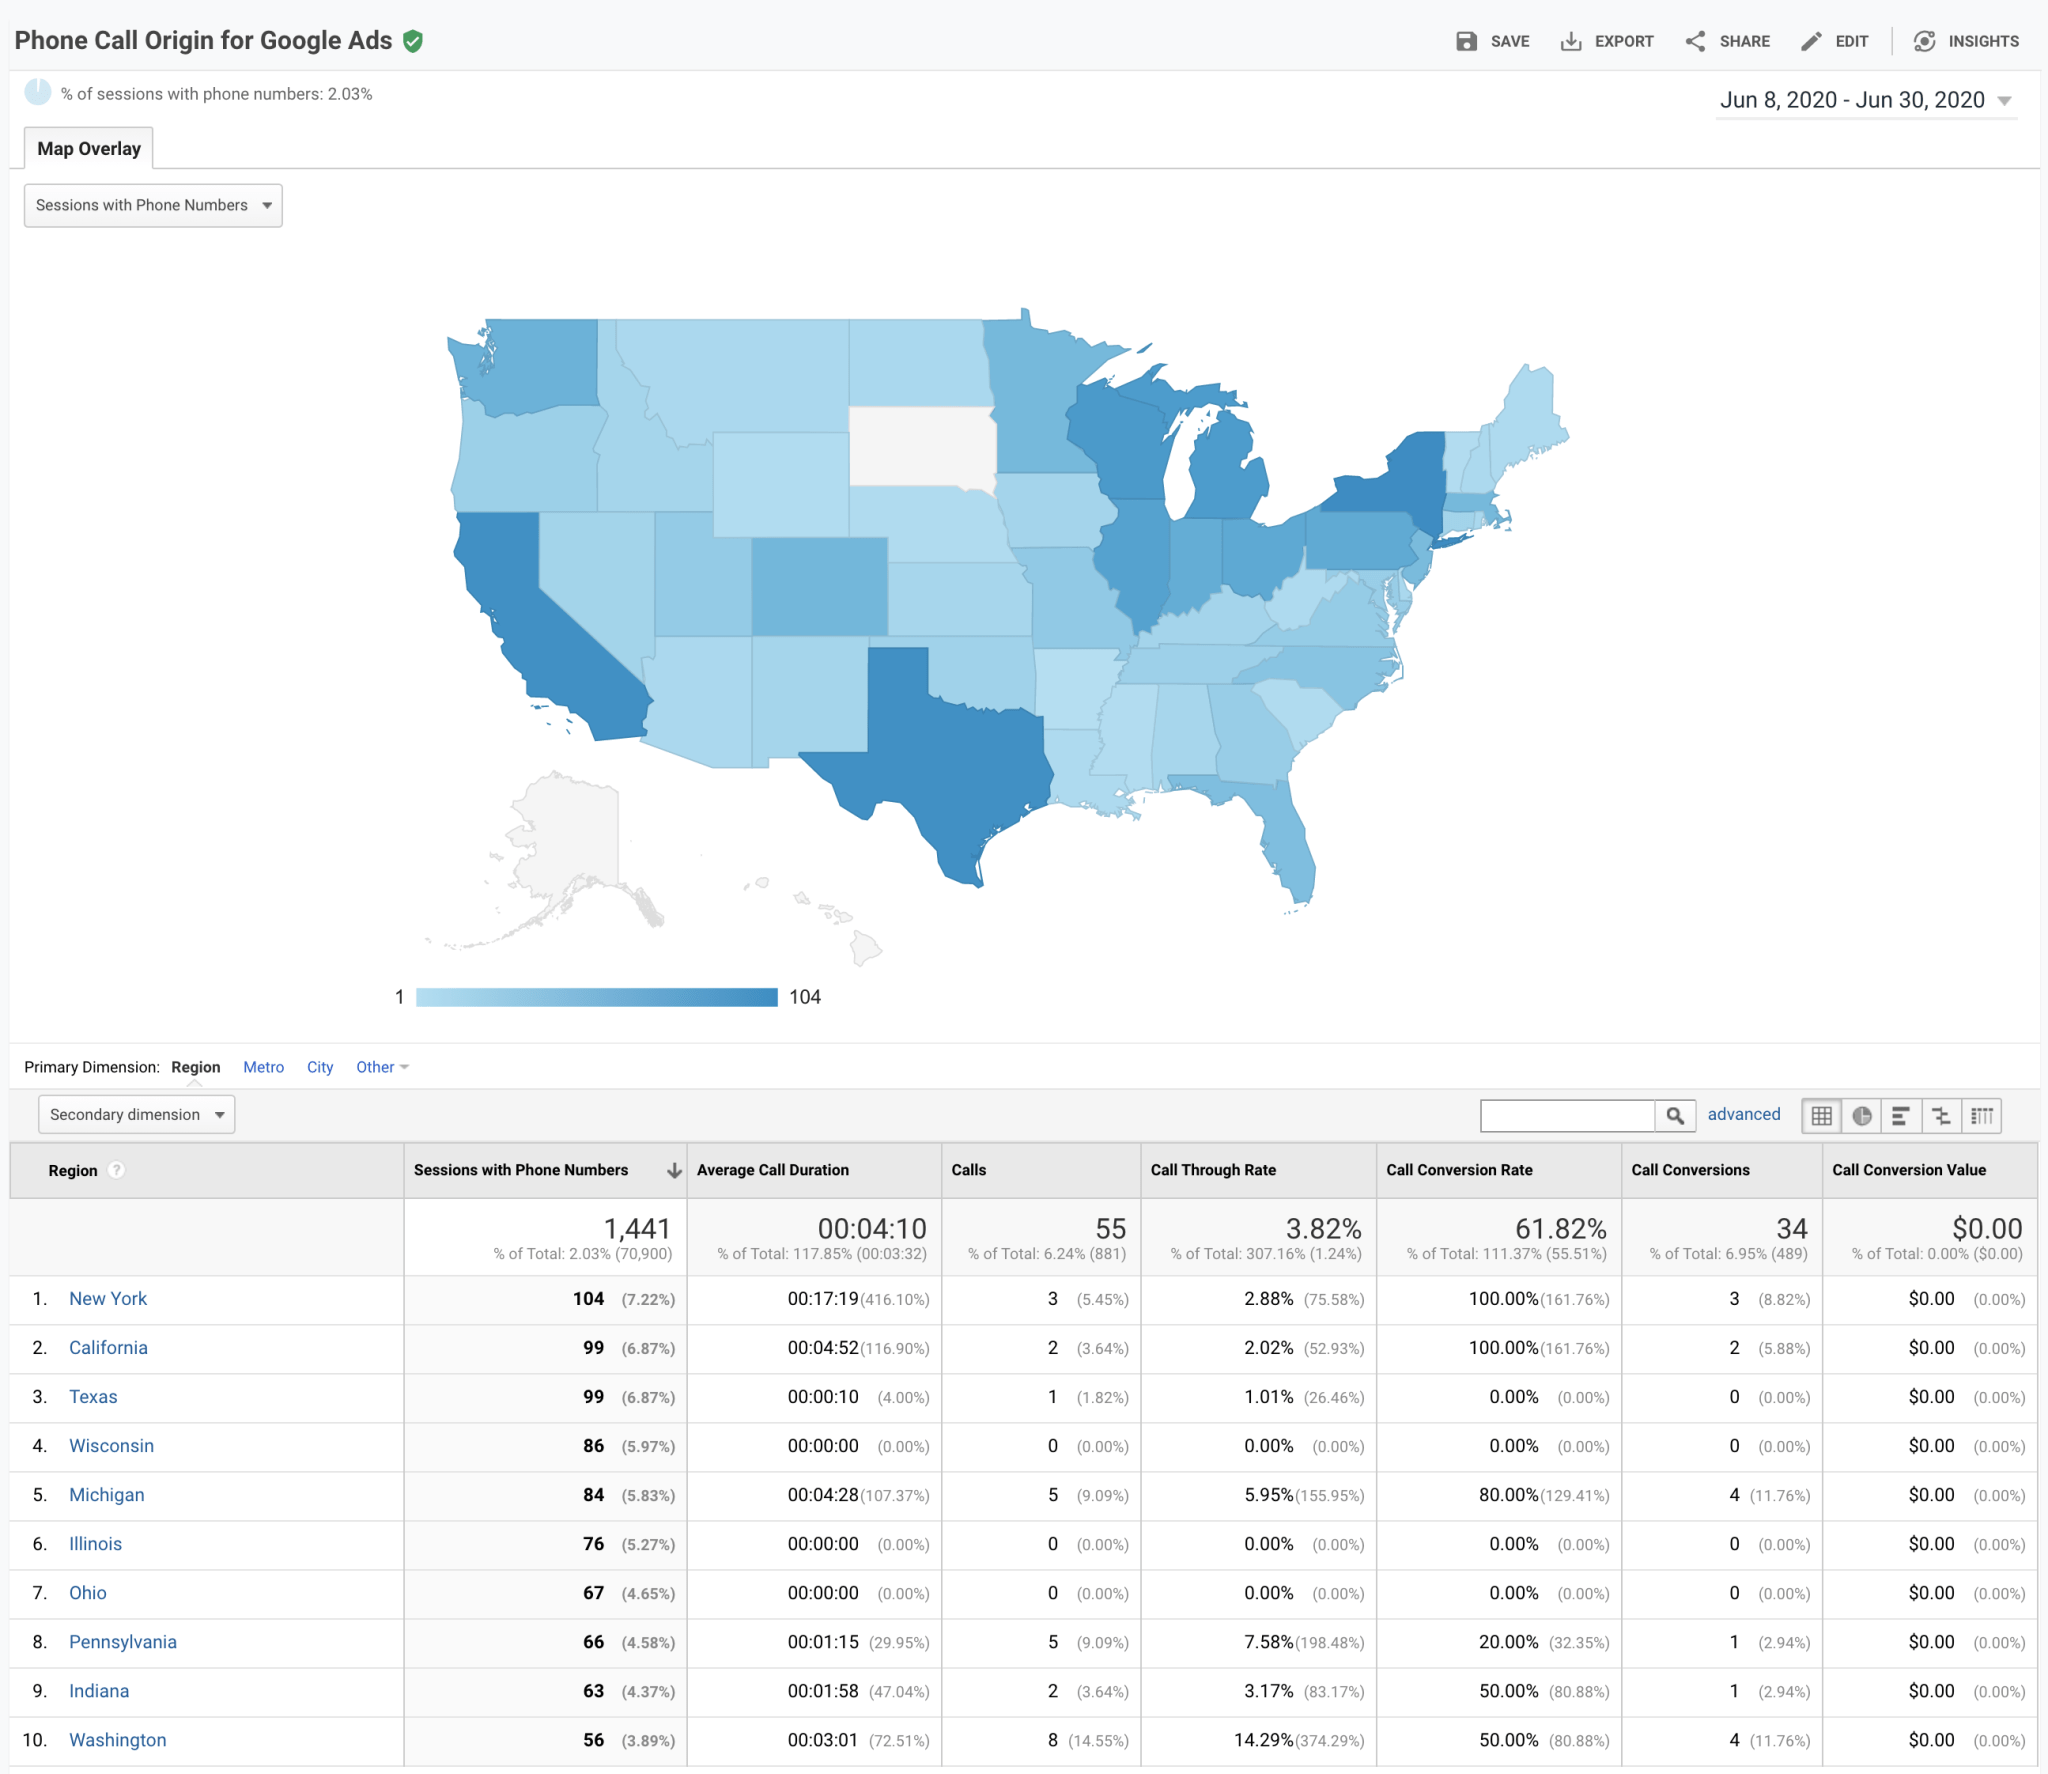 Phone Call Origin for Google Ads
SAVE EXPORT SHARE EDIT INSIGHTS
% of sessions with phone numbers: 2.03%
Jun 8, 2020 - Jun 30, 2020
Map Overlay
Sessions with Phone Numbers
1 104
Primary Dimension: Region Metro City Other
Secondary dimension
advanced
Region ? Sessions with Phone Numbers Average Call Duration Calls Call Through Rate Call Conversion Rate Call Conversions Call Conversion Value
1,441 00:04:10 55 3.82% 61.82% 34 $0.00
% of Total: 2.03% (70,900) % of Total: 117.85% (00:03:32) % of Total: 6.24% (881) % of Total: 307.16% (1.24%) % of Total: 111.37% (55.51%) % of Total: 6.95% (489) % of Total: 0.00% ($0.00)
1. New York 104 (7.22%) 00:17:19 (416.10%) 3 (5.45%) 2.88% (75.58%) 100.00% (161.76%) 3 (8.82%) $0.00 (0.00%)
2. California 99 (6.87%) 00:04:52 (116.90%) 2 (3.64%) 2.02% (52.93%) 100.00% (161.76%) 2 (5.88%) $0.00 (0.00%)
3. Texas 99 (6.87%) 00:00:10 (4.00%) 1 (1.82%) 1.01% (26.46%) 0.00% (0.00%) 0 (0.00%) $0.00 (0.00%)
4. Wisconsin 86 (5.97%) 00:00:00 (0.00%) 0 (0.00%) 0.00% (0.00%) 0.00% (0.00%) 0 (0.00%) $0.00 (0.00%)
5. Michigan 84 (5.83%) 00:04:28 (107.37%) 5 (9.09%) 5.95% (155.95%) 80.00% (129.41%) 4 (11.76%) $0.00 (0.00%)
6. Illinois 76 (5.27%) 00:00:00 (0.00%) 0 (0.00%) 0.00% (0.00%) 0.00% (0.00%) 0 (0.00%) $0.00 (0.00%)
7. Ohio 67 (4.65%) 00:00:00 (0.00%) 0 (0.00%) 0.00% (0.00%) 0.00% (0.00%) 0 (0.00%) $0.00 (0.00%)
8. Pennsylvania 66 (4.58%) 00:01:15 (29.95%) 5 (9.09%) 7.58% (198.48%) 20.00% (32.35%) 1 (2.94%) $0.00 (0.00%)
9. Indiana 63 (4.37%) 00:01:58 (47.04%) 2 (3.64%) 3.17% (83.17%) 50.00% (80.88%) 1 (2.94%) $0.00 (0.00%)
10. Washington 56 (3.89%) 00:03:01 (72.51%) 8 (14.55%) 14.29% (374.29%) 50.00% (80.88%) 4 (11.76%) $0.00 (0.00%)